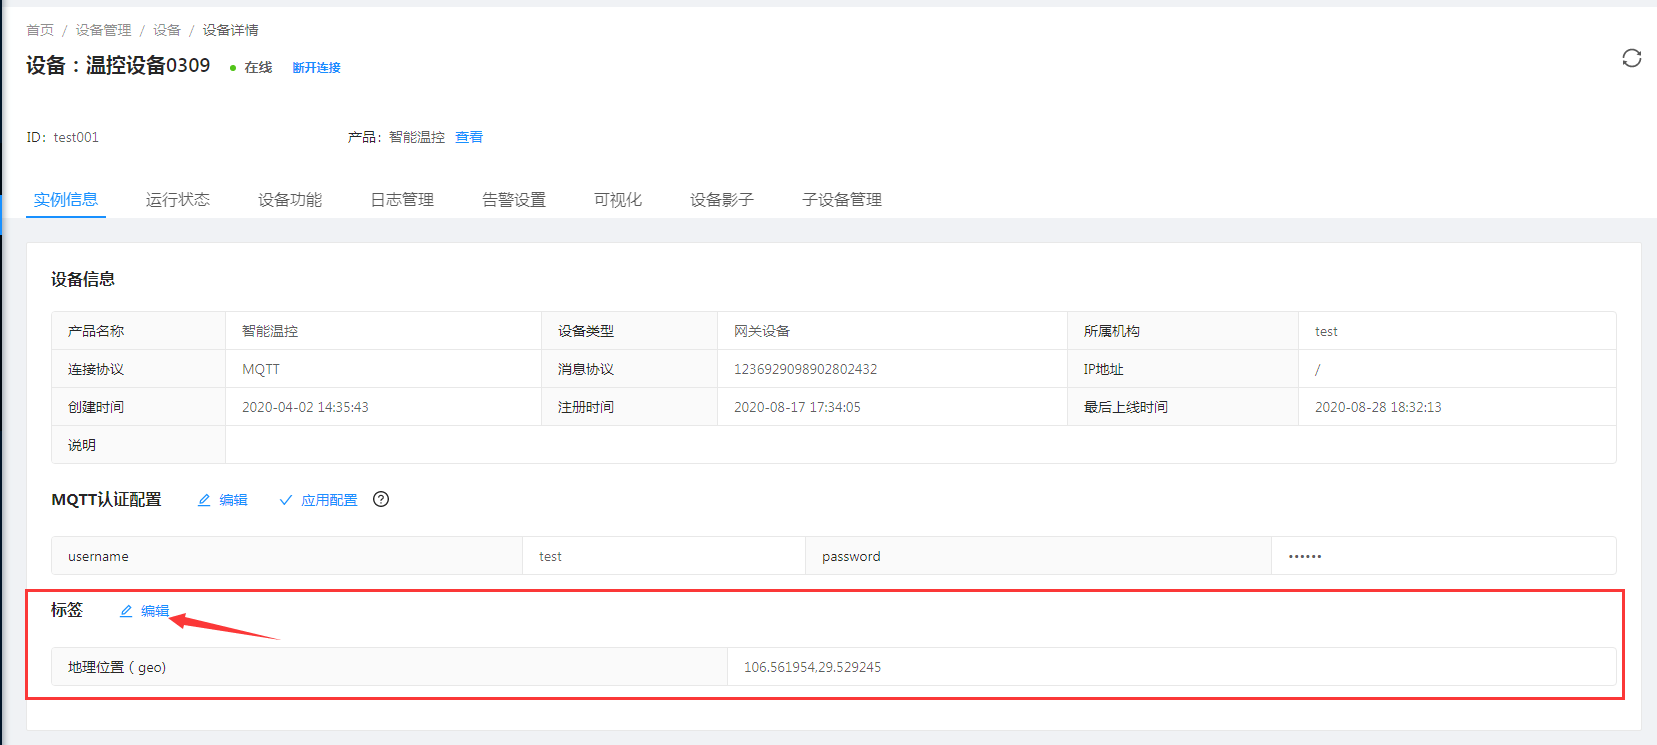 首页 / 设备管理 / 设备 / 设备详情
设备：温控设备0309 在线 断开连接
ID: test001 产品: 智能温控 查看
实例信息 运行状态 设备功能 日志管理 告警设置 可视化 设备影子 子设备管理
设备信息
产品名称 智能温控 设备类型 网关设备 所属机构 test
连接协议 MQTT 消息协议 1236929098902802432 IP地址 /
创建时间 2020-04-02 14:35:43 注册时间 2020-08-17 17:34:05 最后上线时间 2020-08-28 18:32:13
说明
MQTT认证配置 编辑 应用配置 ?
username test password ••••••
标签 编辑
地理位置（geo) 106.561954,29.529245